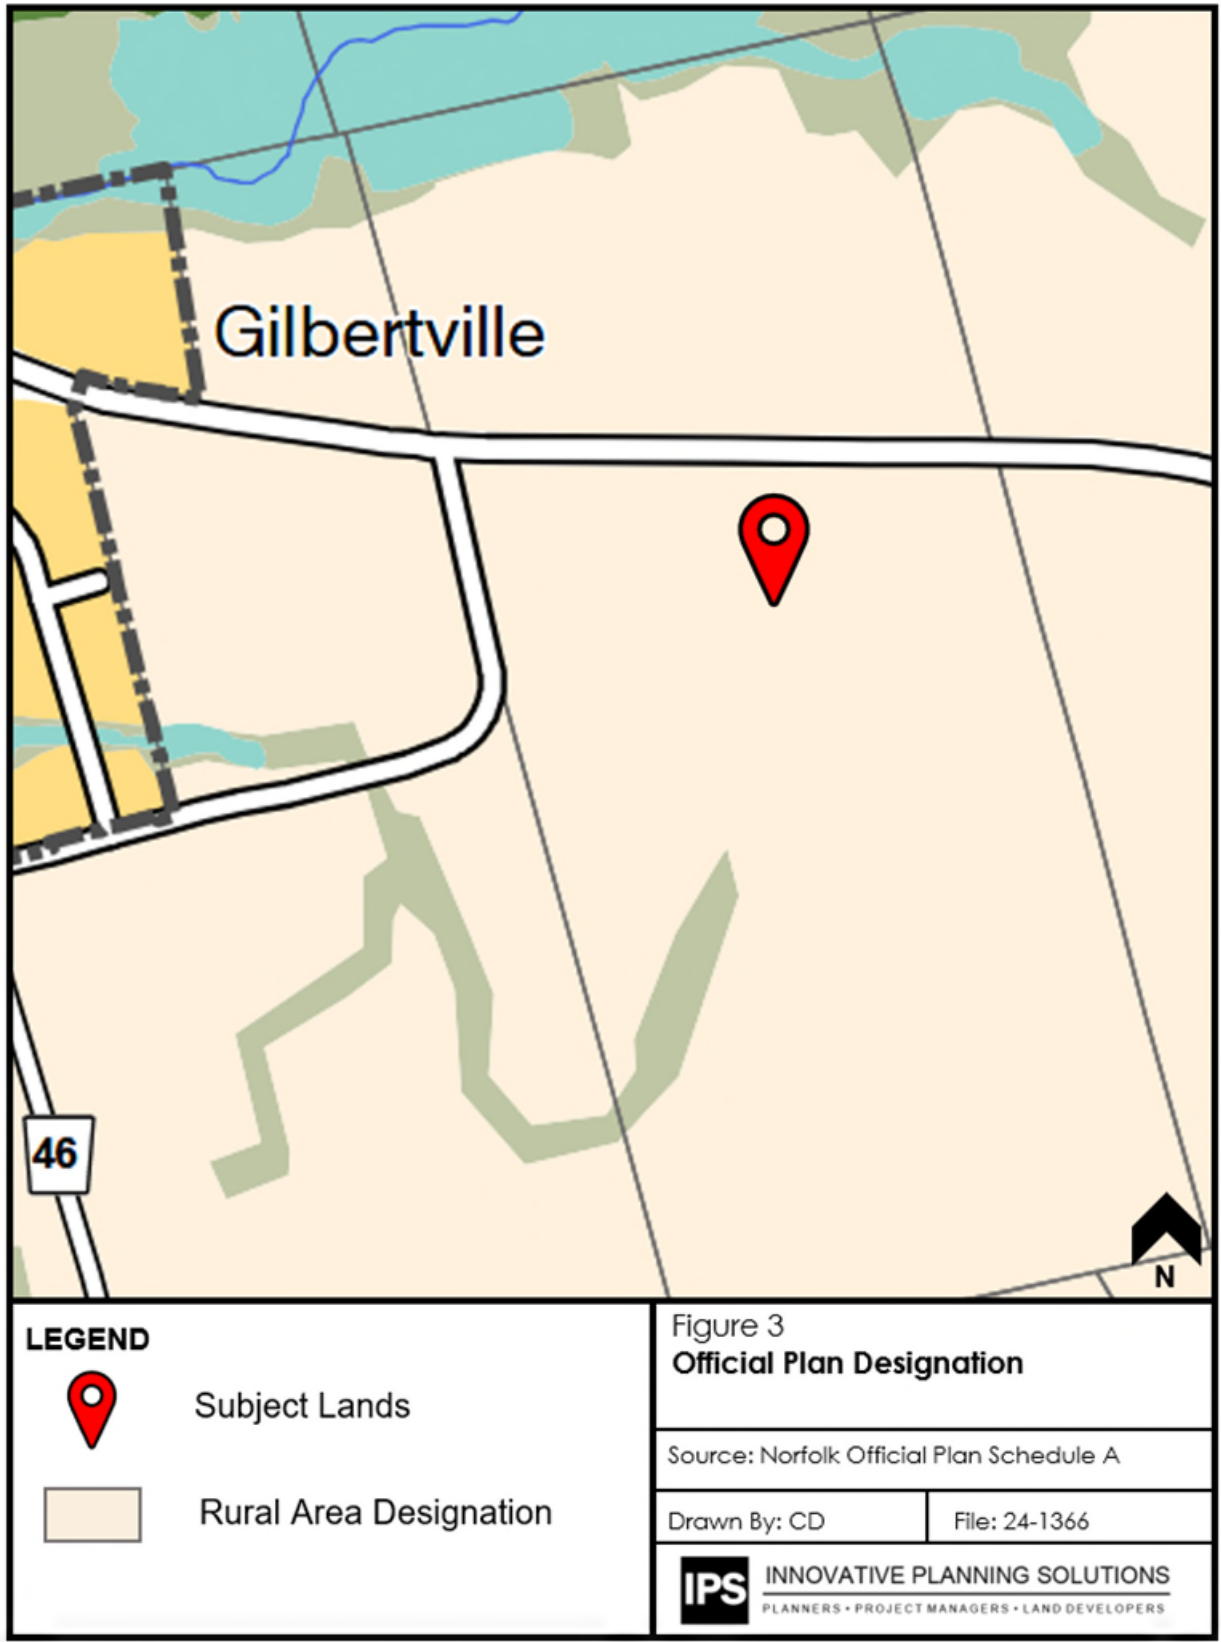 Gilbertville
46
N
LEGEND
Subject Lands
Rural Area Designation
Figure 3
Official Plan Designation
Source: Norfolk Official Plan Schedule A
Drawn By: CD
File: 24-1366
IPS
INNOVATIVE PLANNING SOLUTIONS
PLANNERS • PROJECT MANAGERS • LAND DEVELOPERS